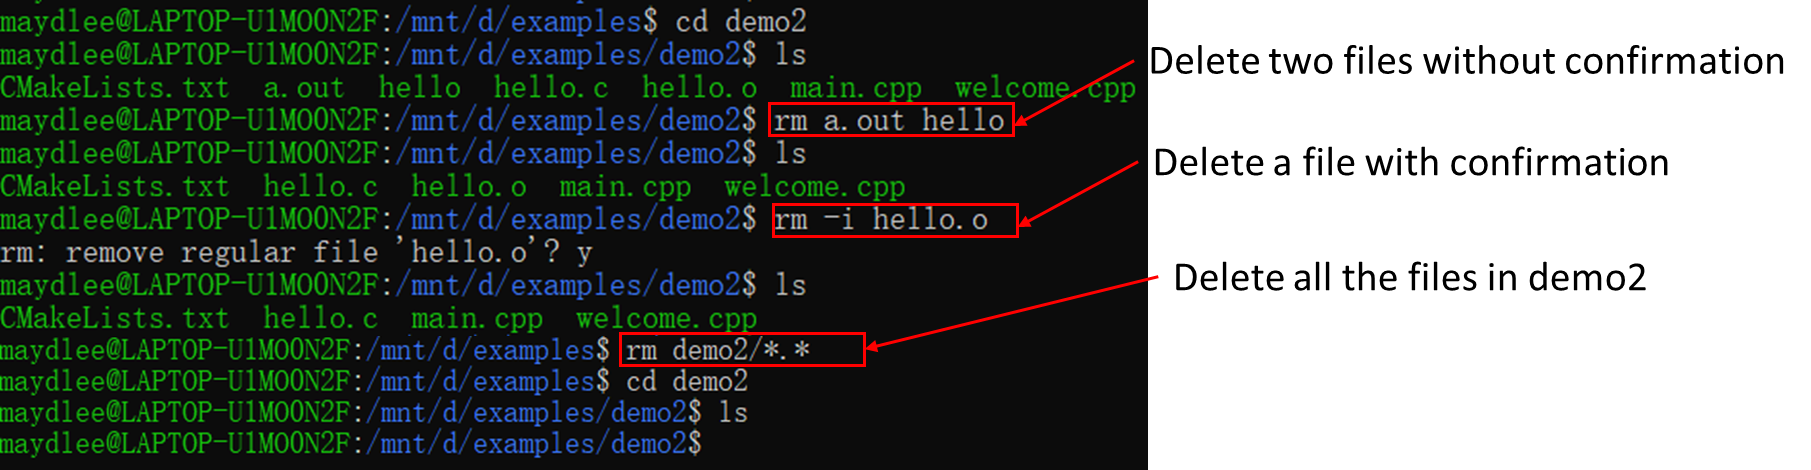 maydlee@LAPTOP-U1MOON2F:/mnt/d/examples$ cd demo2
maydlee@LAPTOP-U1MOON2F:/mnt/d/examples/demo2$ ls
CMakeLists.txt  a.out  hello  hello.c  hello.o  main.cpp  welcome.cpp
maydlee@LAPTOP-U1MOON2F:/mnt/d/examples/demo2$ rm a.out hello
maydlee@LAPTOP-U1MOON2F:/mnt/d/examples/demo2$ ls
CMakeLists.txt  hello.c  hello.o  main.cpp  welcome.cpp
maydlee@LAPTOP-U1MOON2F:/mnt/d/examples/demo2$ rm -i hello.o
rm: remove regular file 'hello.o'? y
maydlee@LAPTOP-U1MOON2F:/mnt/d/examples/demo2$ ls
CMakeLists.txt  hello.c  main.cpp  welcome.cpp
maydlee@LAPTOP-U1MOON2F:/mnt/d/examples$ rm demo2/*.*
maydlee@LAPTOP-U1MOON2F:/mnt/d/examples$ cd demo2
maydlee@LAPTOP-U1MOON2F:/mnt/d/examples/demo2$ ls
maydlee@LAPTOP-U1MOON2F:/mnt/d/examples/demo2$
Delete two files without confirmation
Delete a file with confirmation
Delete all the files in demo2